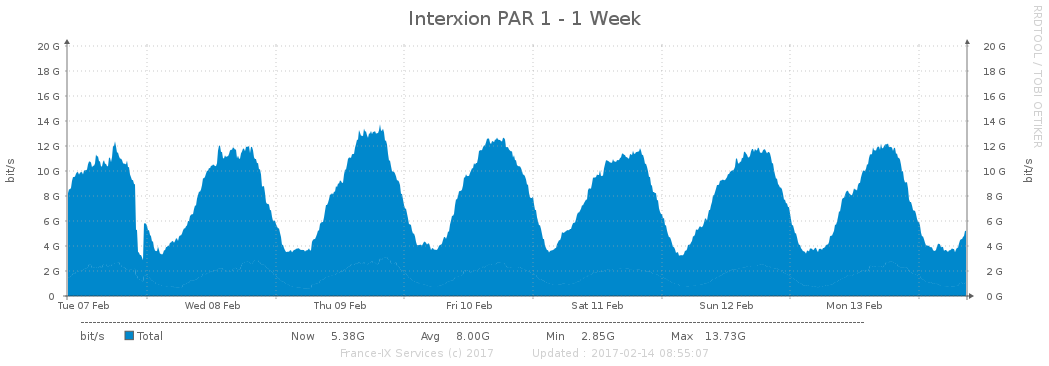 Interxion PAR 1 - 1 Week
RRDTOOL / TOBI OETIKER
bit/s
20 G 20 G
18 G 18 G
16 G 16 G
14 G 14 G
12 G 12 G
10 G 10 G
8 G 8 G
6 G 6 G
4 G 4 G
2 G 2 G
0 0 G
bit/s
Tue 07 Feb Wed 08 Feb Thu 09 Feb Fri 10 Feb Sat 11 Feb Sun 12 Feb Mon 13 Feb
bit/s Total Now 5.38G Avg 8.00G Min 2.85G Max 13.73G
France-IX Services (c) 2017 Updated : 2017-02-14 08:55:07